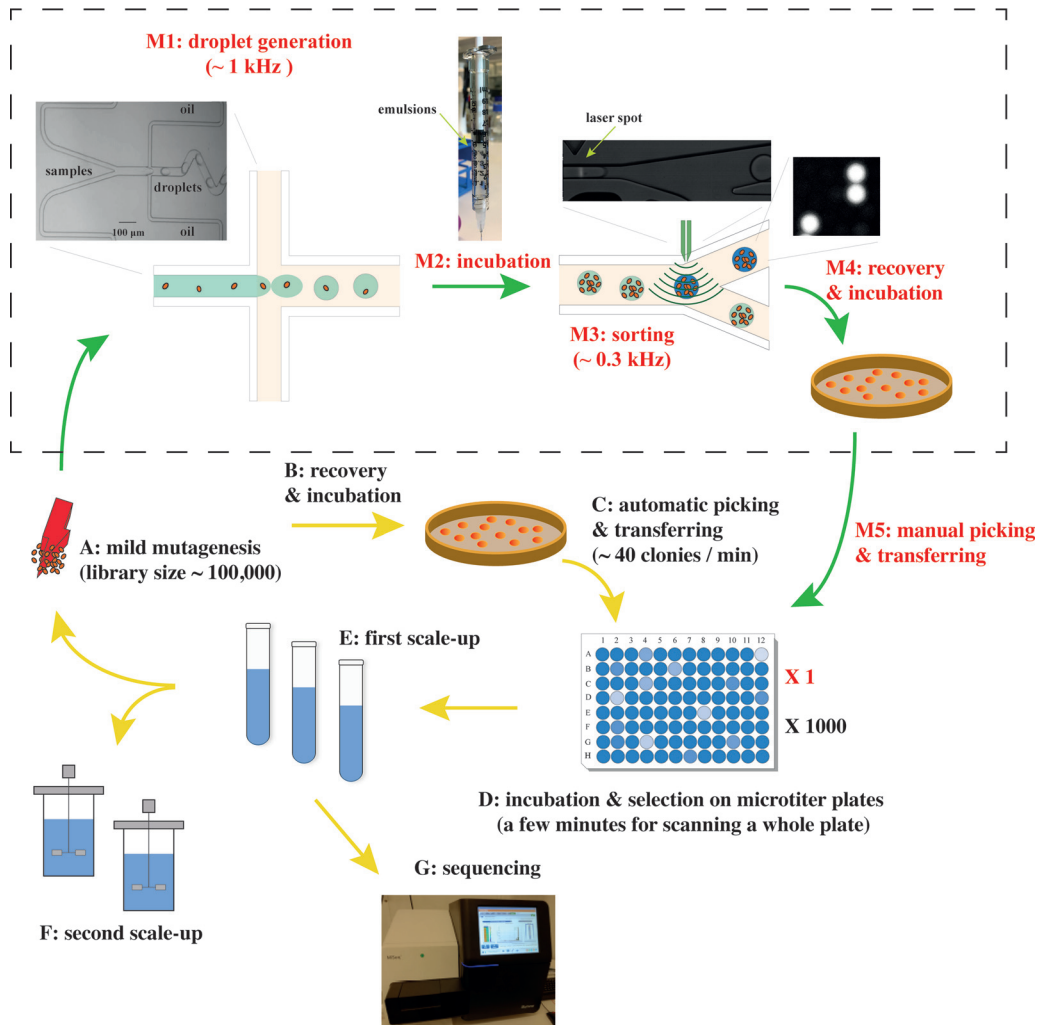 M1: droplet generation
(~ 1 kHz )
oil
samples
droplets
100 μm
oil
emulsions
laser spot
M2: incubation
M3: sorting
(~ 0.3 kHz)
M4: recovery
& incubation
B: recovery
& incubation
A: mild mutagenesis
(library size ~ 100,000)
C: automatic picking
& transferring
(~ 40 clonies / min)
M5: manual picking
& transferring
E: first scale-up
1 2 3 4 5 6 7 8 9 10 11 12
A
B
C
D
E
F
G
H
X 1
X 1000
D: incubation & selection on microtiter plates
(a few minutes for scanning a whole plate)
G: sequencing
F: second scale-up